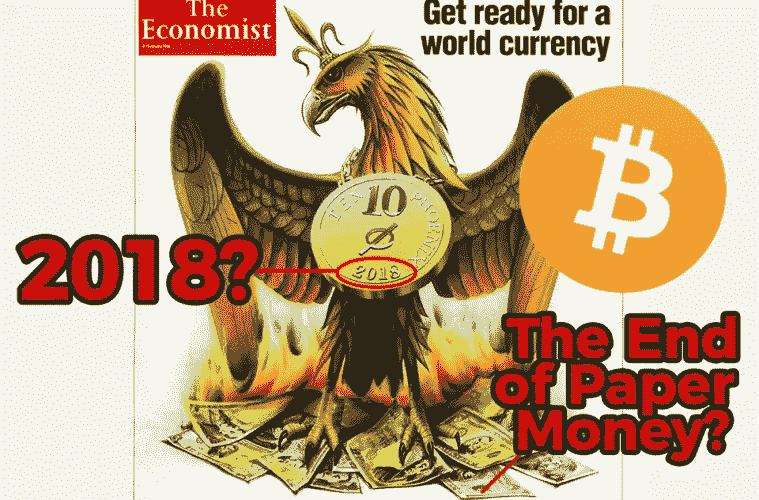 The
Economist
Get ready for a
world currency
TEN 10 PHOENIX
2018
2018?
The End
of Paper
Money?